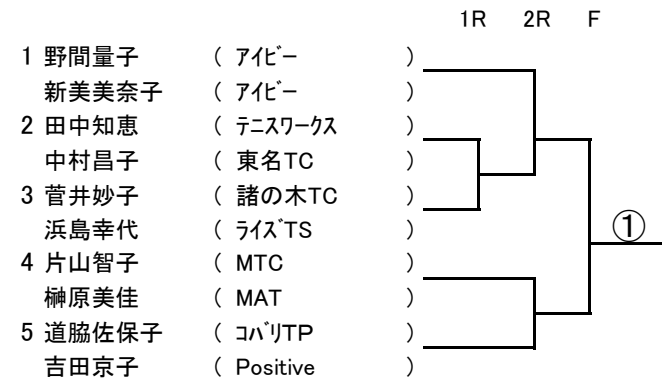 1R 2R F
1 野間量子 ( ｱｲﾋﾞｰ )
新美美奈子 ( ｱｲﾋﾞｰ )
2 田中知恵 ( ﾃﾆｽﾜｰｸｽ )
中村昌子 ( 東名TC )
3 菅井妙子 ( 諸の木TC )
浜島幸代 ( ﾗｲｽﾞTS )
①
4 片山智子 ( MTC )
榊原美佳 ( MAT )
5 道脇佐保子 ( ｺﾊﾞﾘTP )
吉田京子 ( Positive )